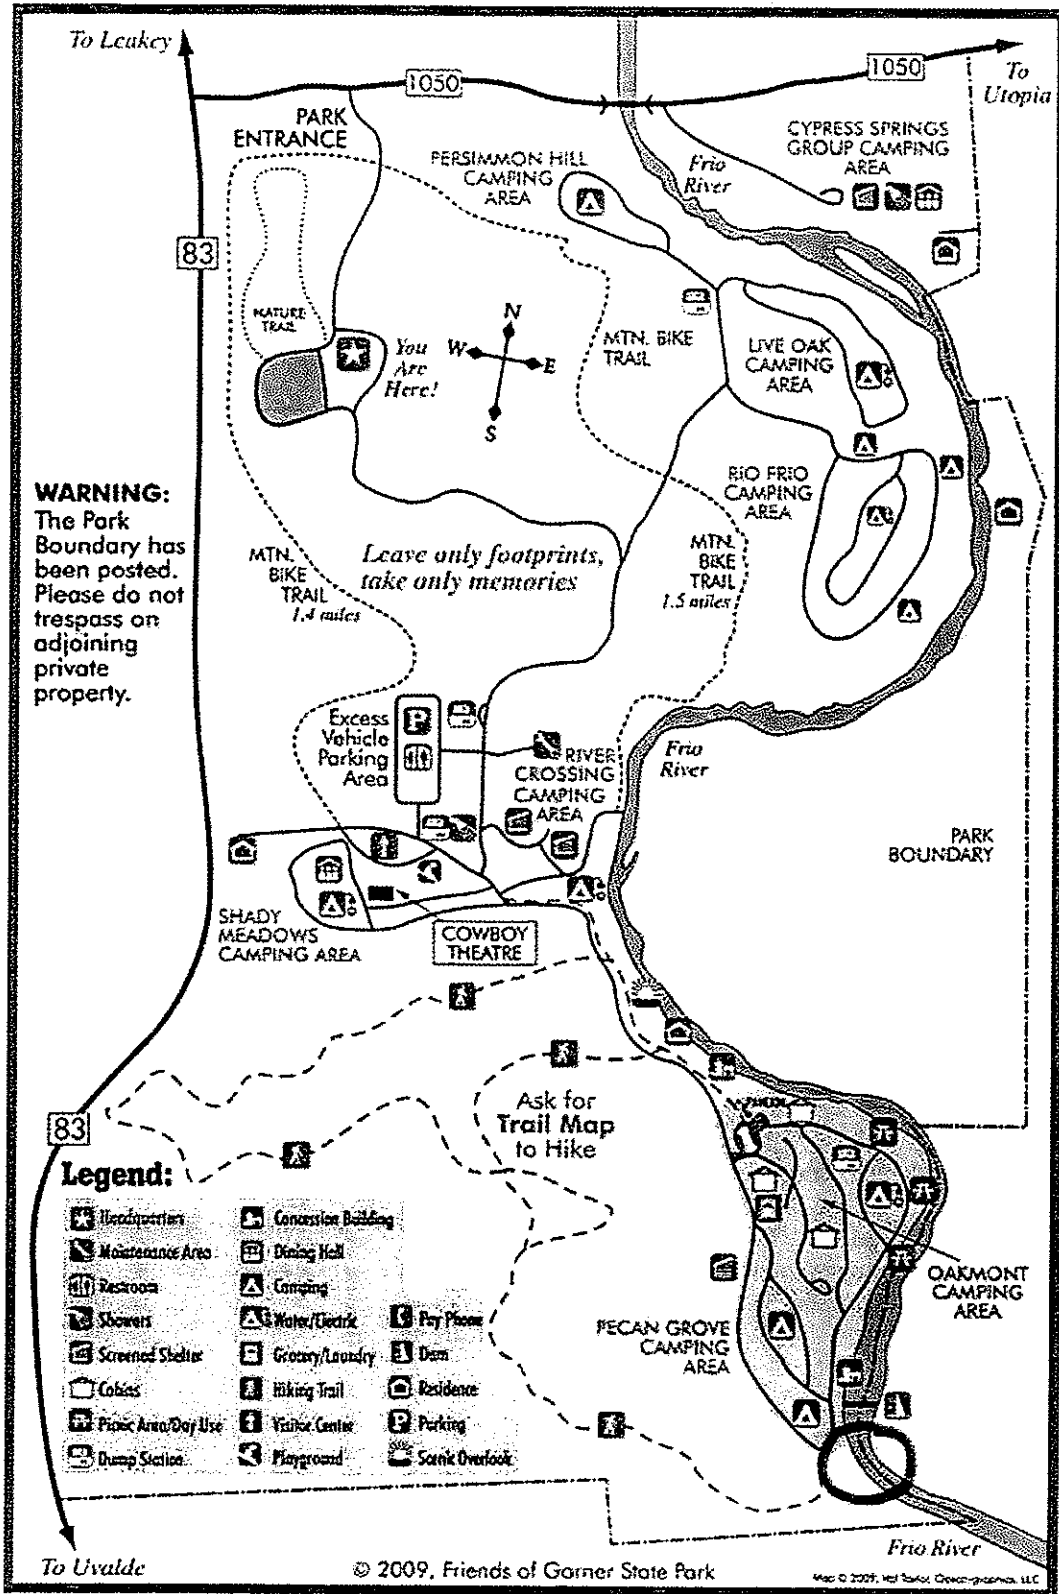 To Leakey
1050
1050
To
Utopia
PARK
ENTRANCE
PERSIMMON HILL
CAMPING
AREA
Frio
River
CYPRESS SPRINGS
GROUP CAMPING
AREA
83
NATURE
TRAIL
You
Are
Here!
N
W
E
S
MTN. BIKE
TRAIL
LIVE OAK
CAMPING
AREA
RIO FRIO
CAMPING
AREA
WARNING:
The Park
Boundary has
been posted.
Please do not
trespass on
adjoining
private
property.
MTN.
BIKE
TRAIL
1.4 miles
Leave only footprints,
take only memories
MTN.
BIKE
TRAIL
1.5 miles
Excess
Vehicle
Parking
Area
P
RIVER
CROSSING
CAMPING
AREA
Frio
River
PARK
BOUNDARY
SHADY
MEADOWS
CAMPING AREA
COWBOY
THEATRE
83
Ask for
Trail Map
to Hike
Legend:
Headquarters
Maintenance Area
Restroom
Showers
Screened Shelter
Cabins
Picnic Area/Day Use
Dump Station
Concession Building
Dining Hall
Camping
Water/Electric
Grocery/Laundry
Hiking Trail
Visitor Center
Playground
Pay Phone
Dam
Residence
P
Parking
Scenic Overlook
OAKMONT
CAMPING
AREA
PECAN GROVE
CAMPING
AREA
Frio River
To Uvalde
© 2009, Friends of Garner State Park